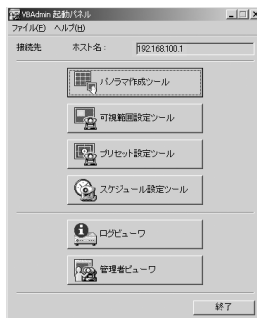 VBAdmin 起動パネル
ファイル(F) ヘルプ(H)
接続先 ホスト名: 192.168.100.1
パノラマ作成ツール
可視範囲設定ツール
プリセット設定ツール
スケジュール設定ツール
ログビューワ
管理者ビューワ
終了